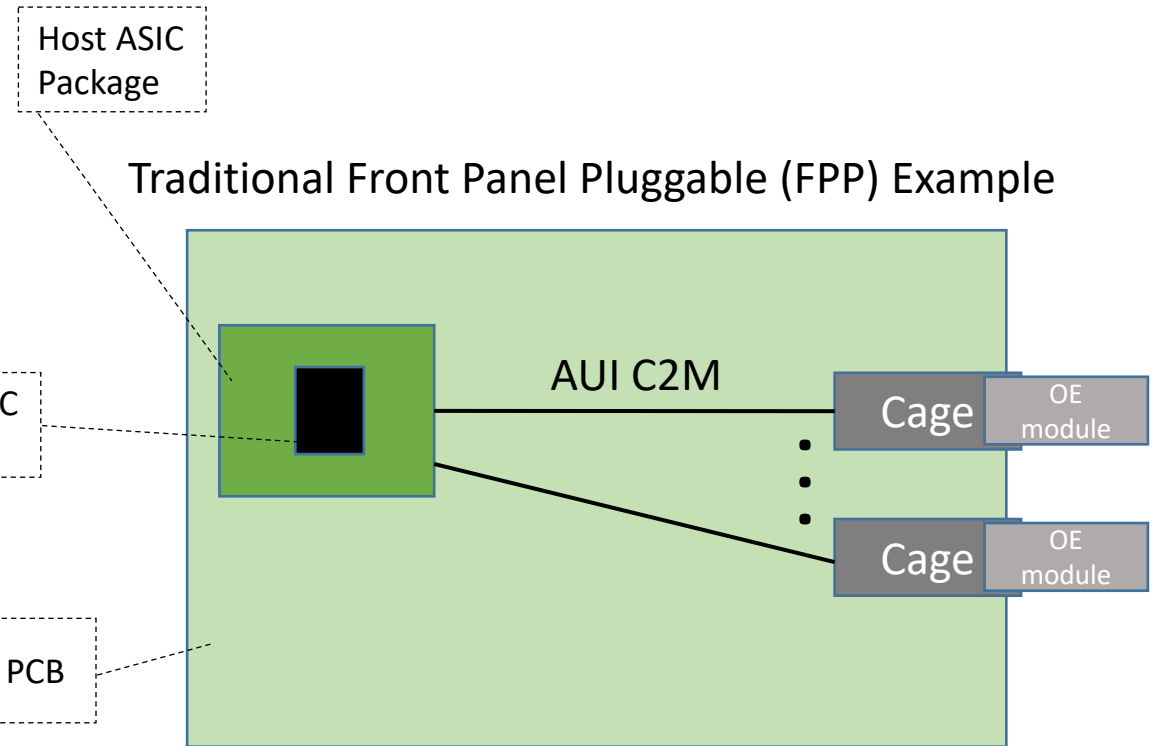 Host ASIC
Package
Traditional Front Panel Pluggable (FPP) Example
AUI C2M
Cage
OE
module
C
Cage
OE
module
PCB